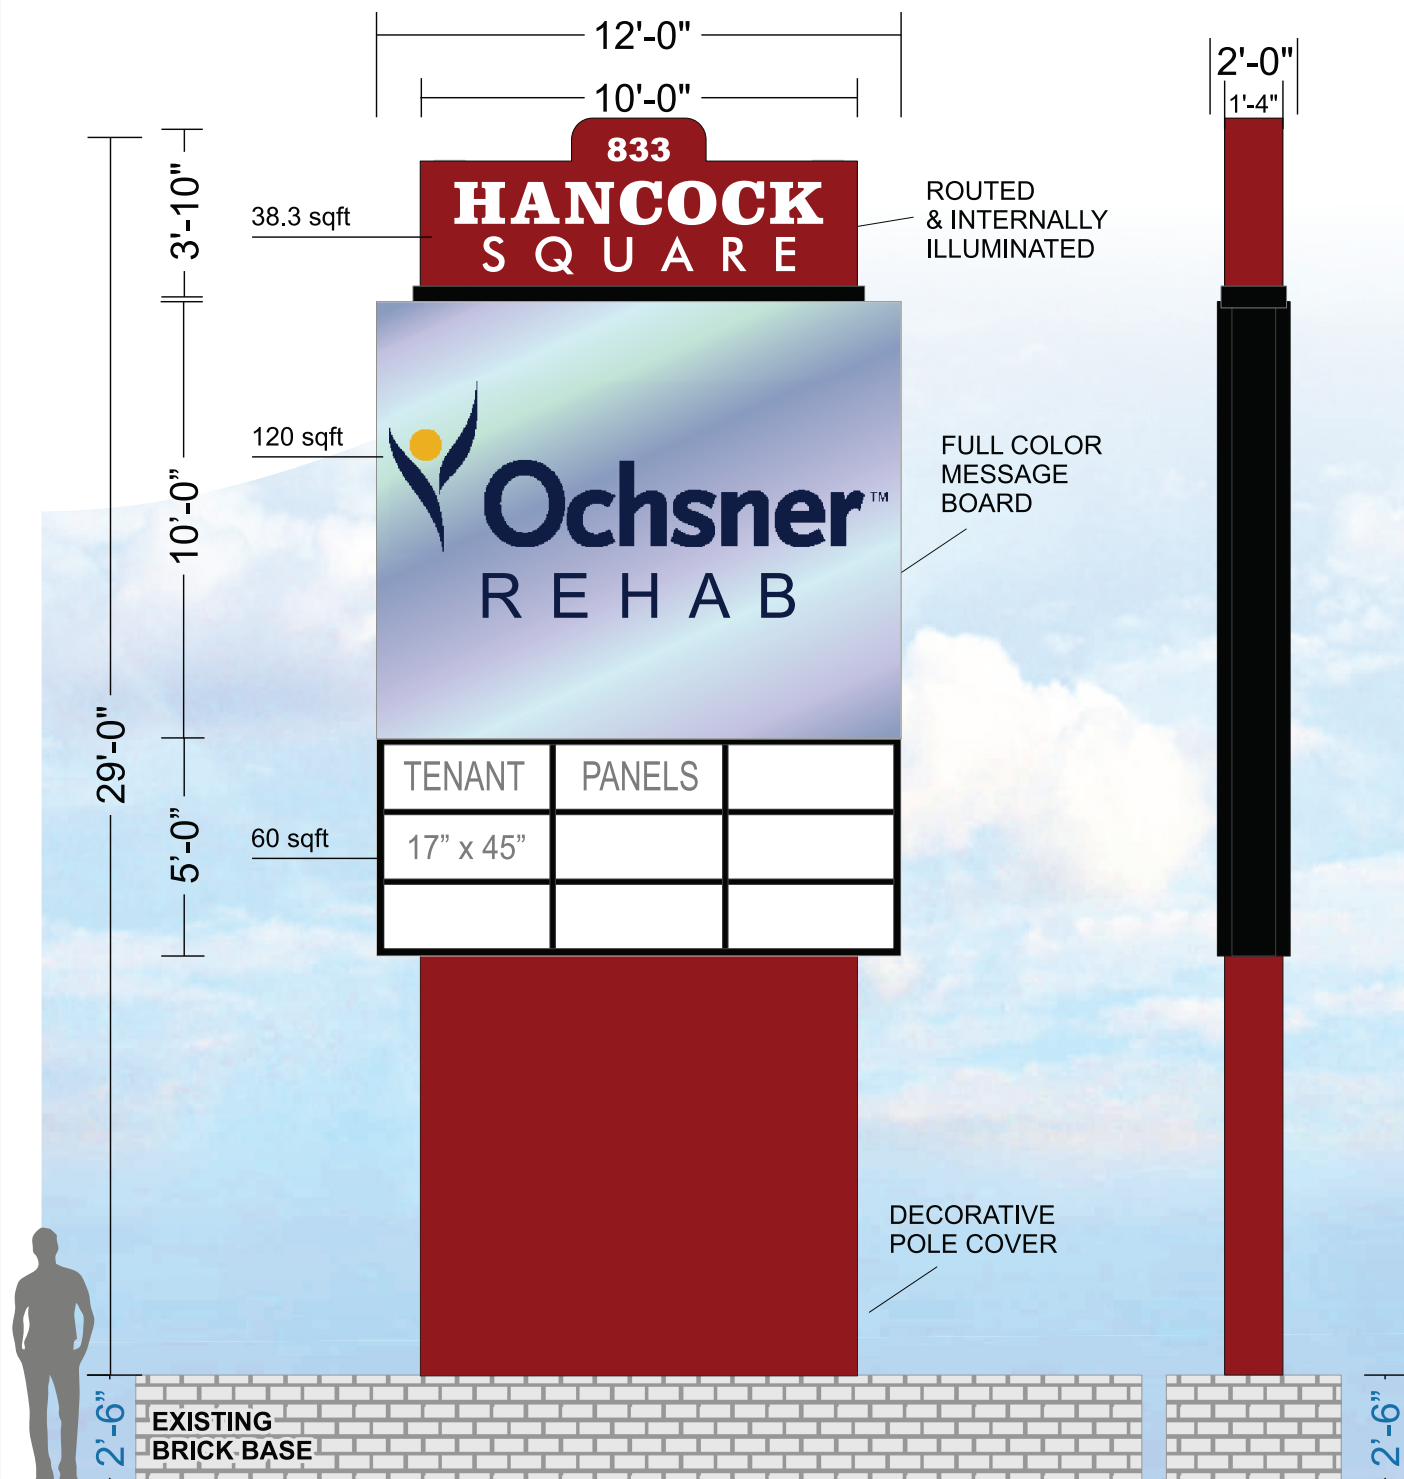 12'-0"
10'-0"
2'-0"
1'-4"
833
HANCOCK
SQUARE
3'-10"
38.3 sqft
ROUTED
& INTERNALLY
ILLUMINATED
120 sqft
10'-0”
Ochsner™
REHAB
FULL COLOR
MESSAGE
BOARD
29'-0"
5’-0”
60 sqft
TENANT PANELS
17” x 45”
DECORATIVE
POLE COVER
2’-6”
EXISTING
BRICK BASE
2’-6”